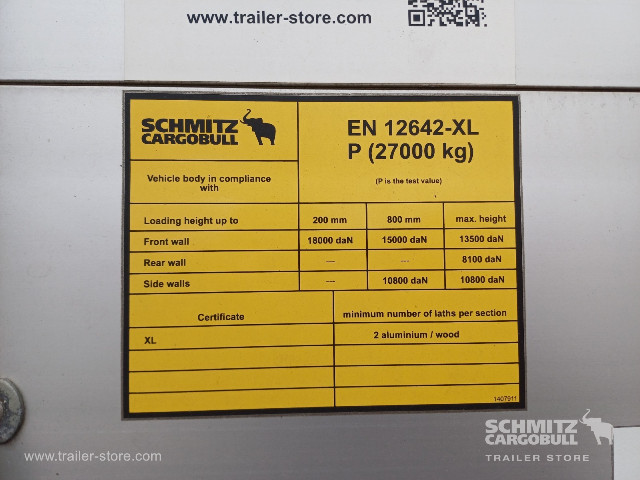 www.trailer-store.com
SCHMITZ
CARGOBULL
EN 12642-XL
P (27000 kg)
Vehicle body in compliance
with
(P is the test value)
Loading height up to 200 mm 800 mm max. height
Front wall 18000 daN 15000 daN 13500 daN
Rear wall --- --- 8100 daN
Side walls --- 10800 daN 10800 daN
Certificate minimum number of laths per section
XL 2 aluminium / wood
1407911
www.trailer-store.com
SCHMITZ
CARGOBULL
TRAILER STORE